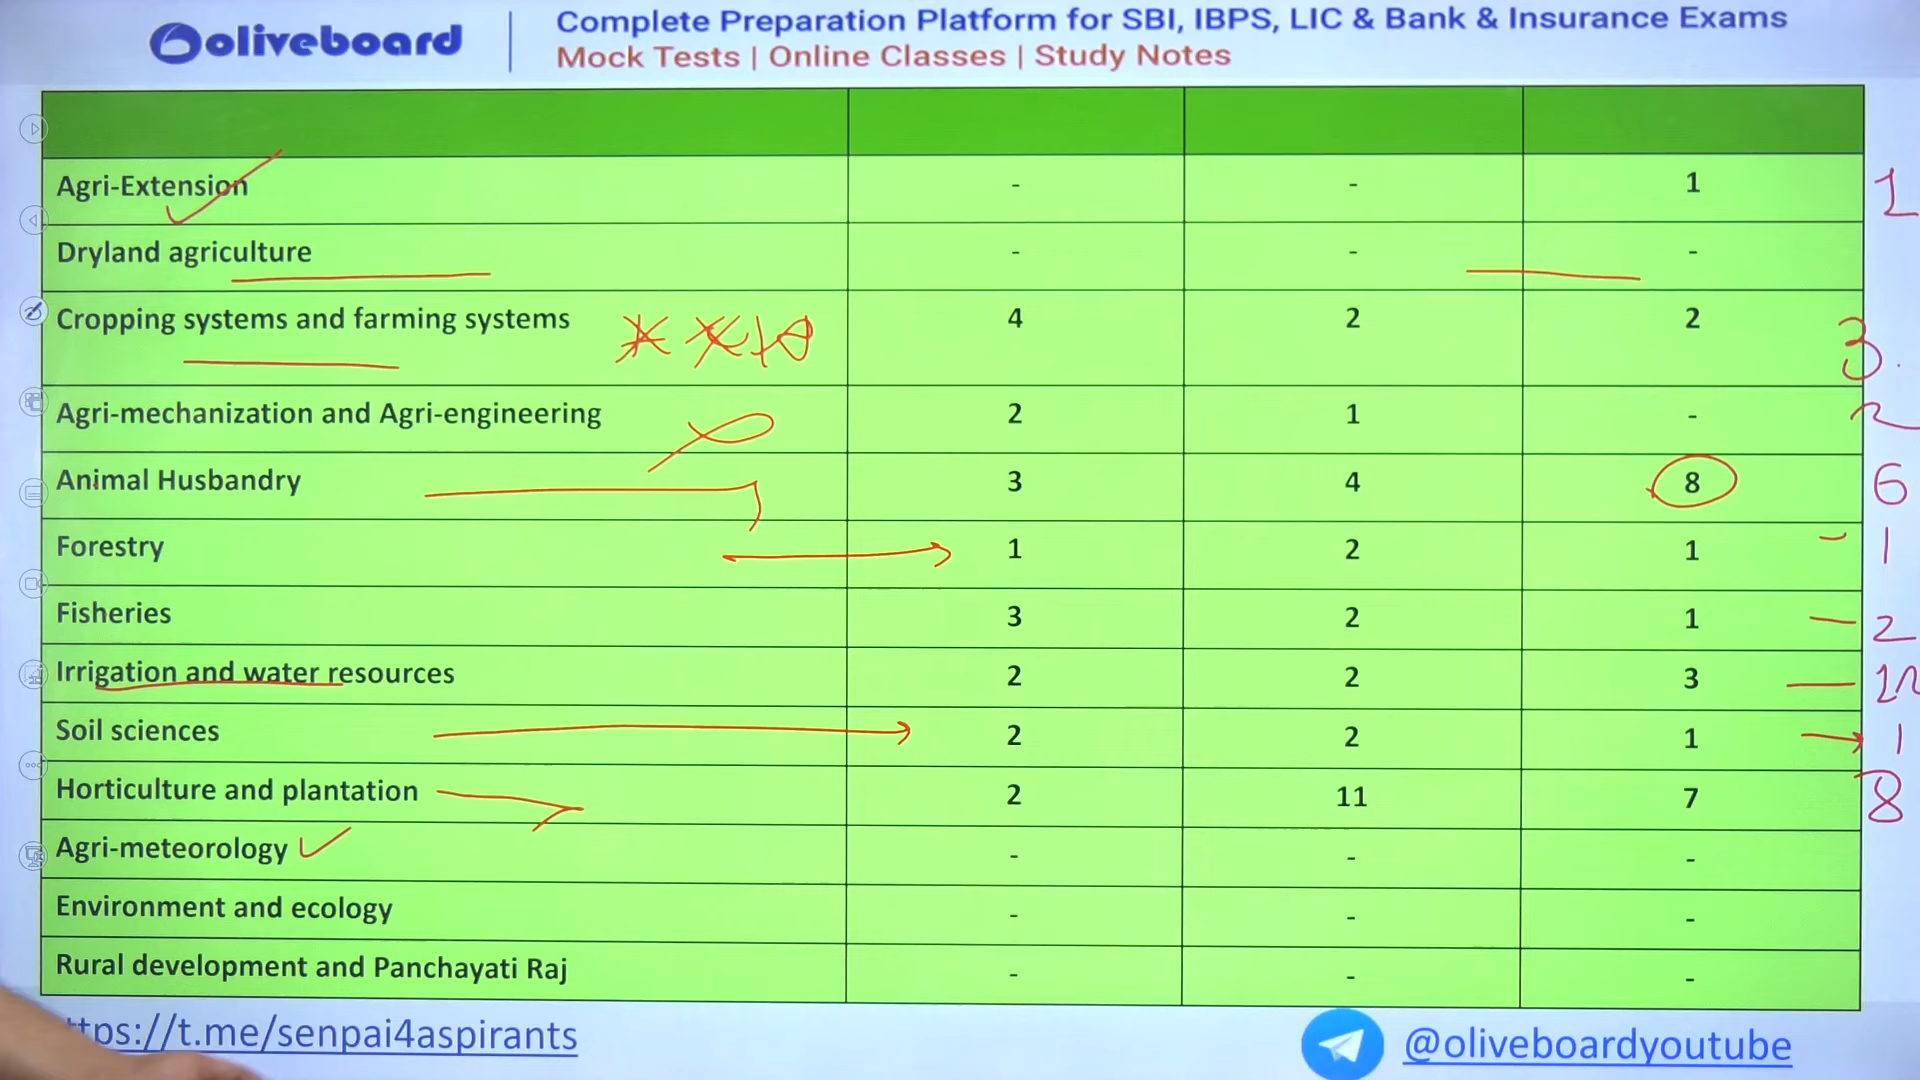 oliveboard
Complete Preparation Platform for SBI, IBPS, LIC & Bank & Insurance Exams
Mock Tests | Online Classes | Study Notes
Agri-Extension - - 1 1
Dryland agriculture - - -
Cropping systems and farming systems 4 2 2 3.
Agri-mechanization and Agri-engineering 2 1 - 2
Animal Husbandry 3 4 8 6
Forestry 1 2 1 - 1
Fisheries 3 2 1 - 2
Irrigation and water resources 2 2 3
Soil sciences 2 2 1 → 1
Horticulture and plantation 2 11 7 8
Agri-meteorology - - -
Environment and ecology - - -
Rural development and Panchayati Raj - - -
tps://t.me/senpai4aspirants
@oliveboardyoutube